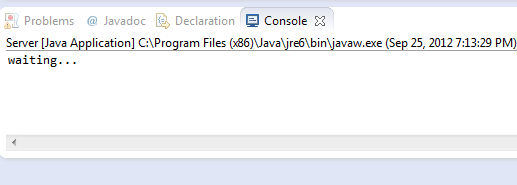 Problems @ Javadoc Declaration Console
Server [Java Application] C:\Program Files (x86)\Java\jre6\bin\javaw.exe (Sep 25, 2012 7:13:29 PM)
waiting...